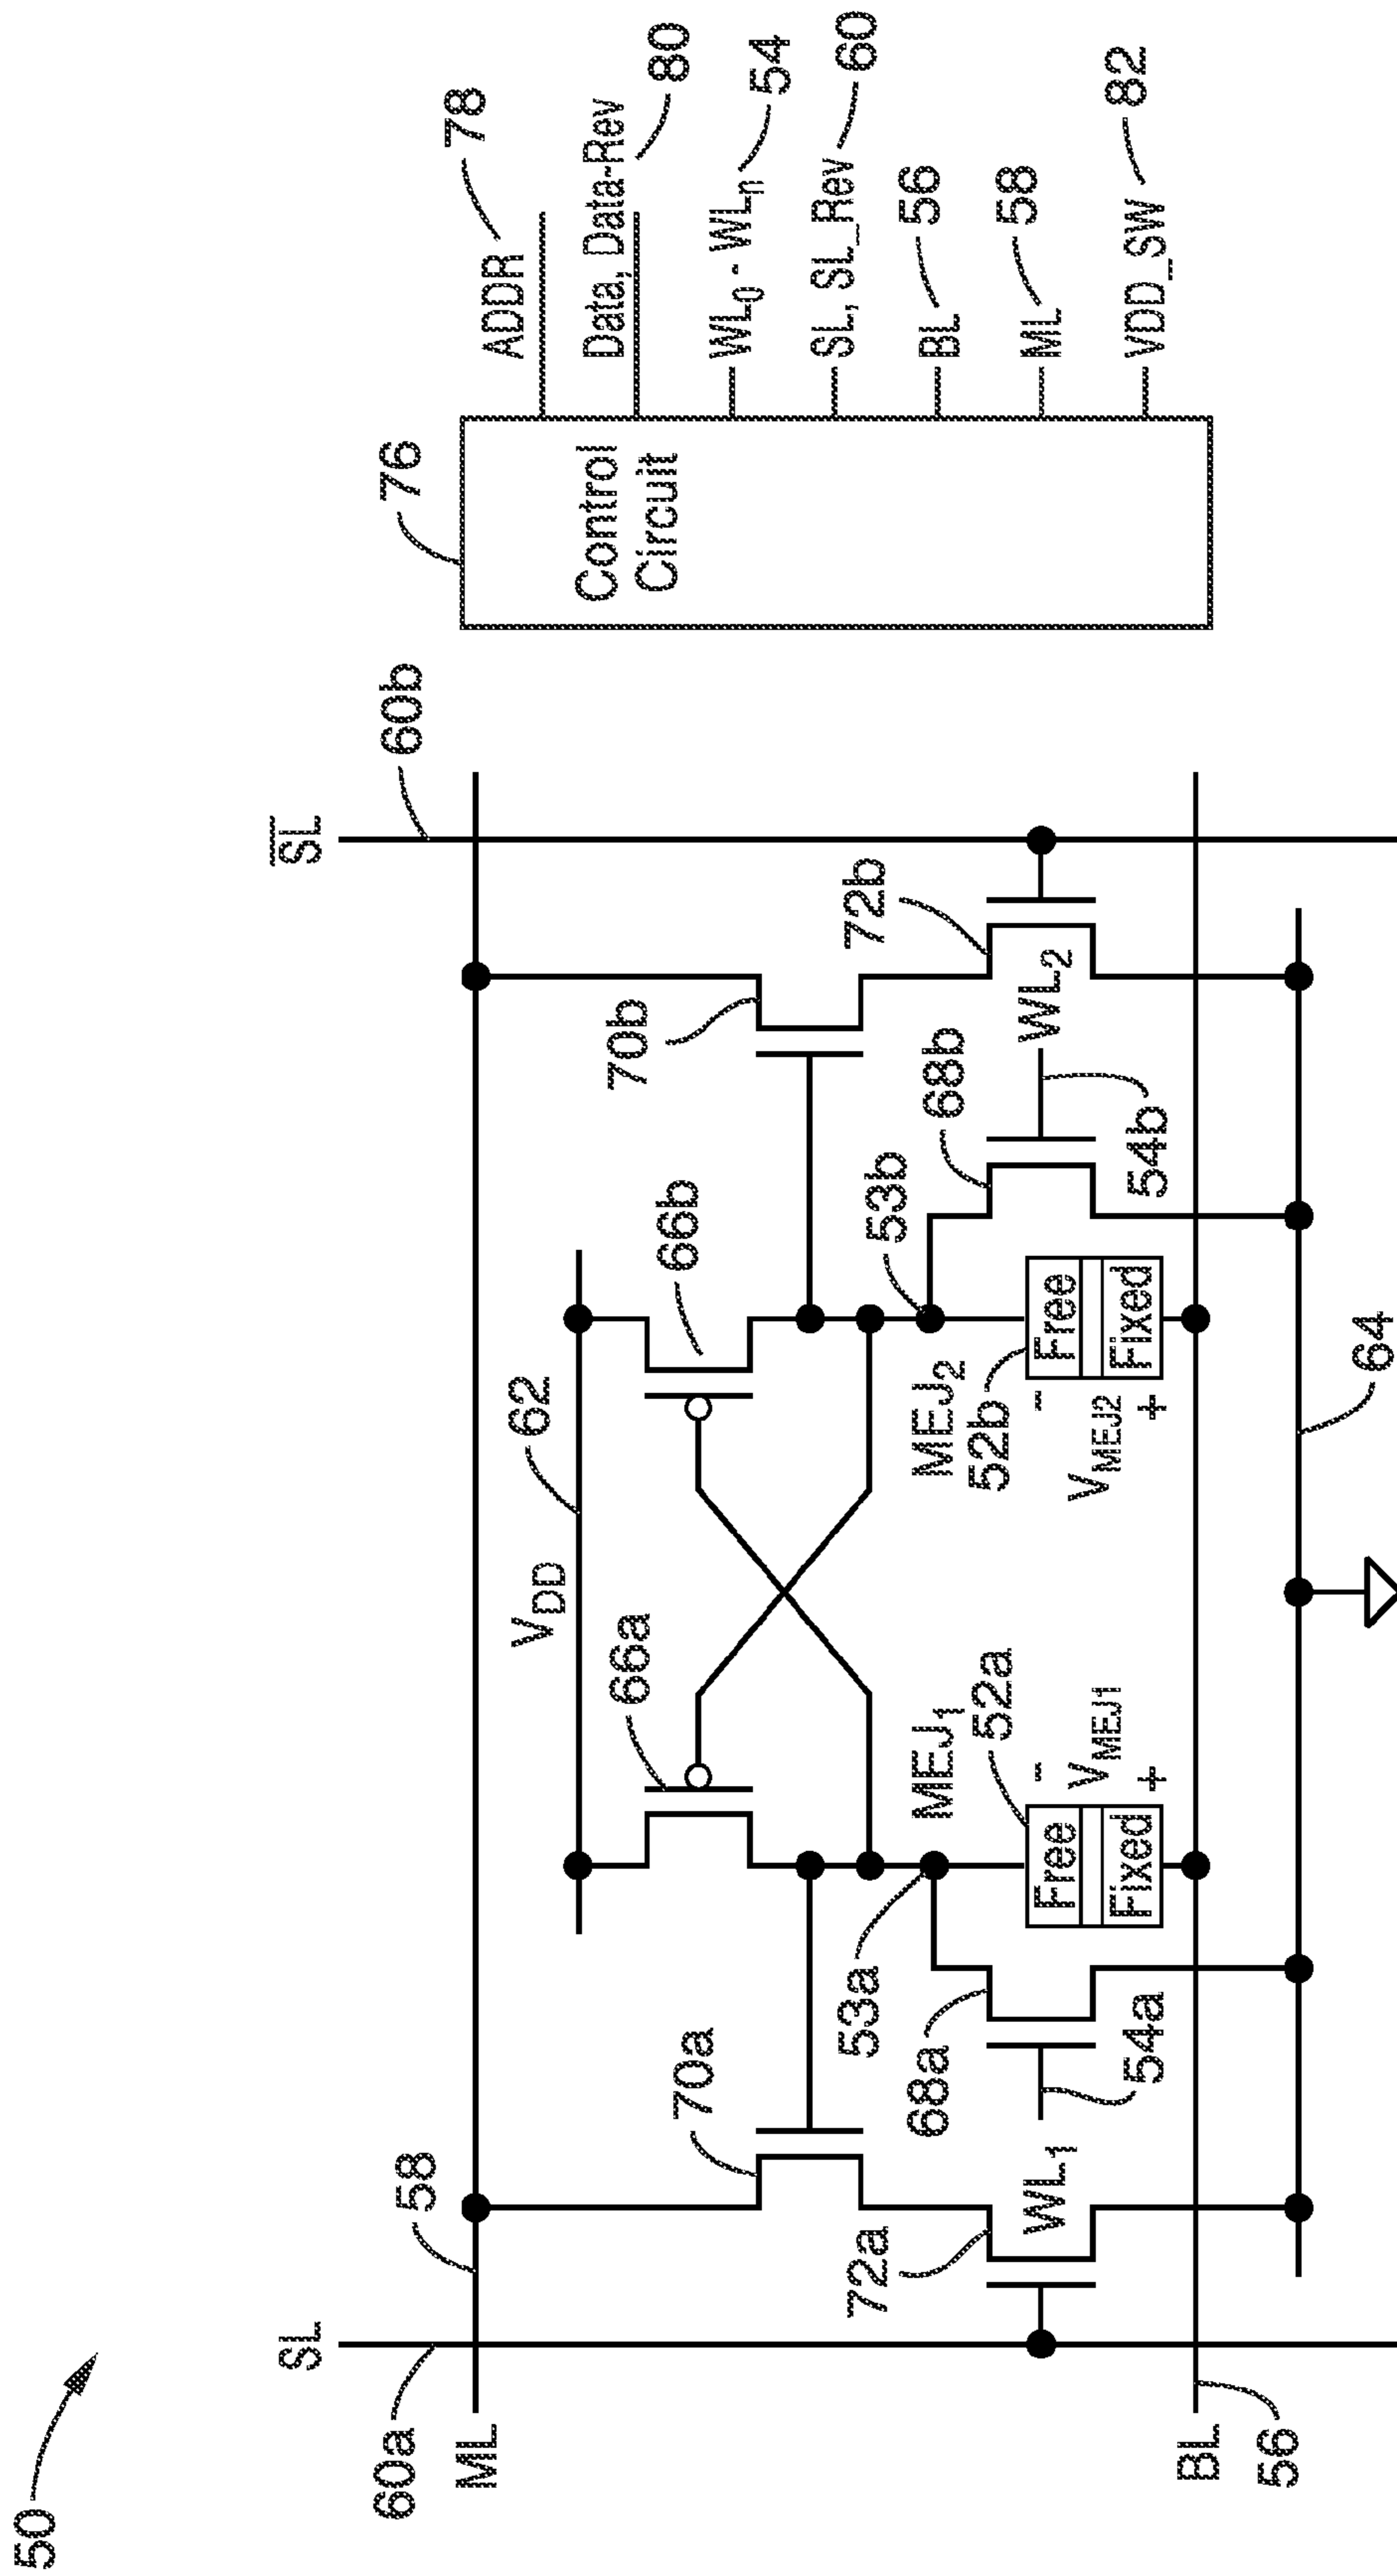 50
SL
60a
ML
58
SL
60b
VDD
62
66a
66b
70a
70b
72a
72b
WL1
WL2
68a
68b
54a
54b
53a
53b
MEJ1
52a
MEJ2
52b
Free
Fixed
-
VMEJ1
+
Free
Fixed
-
VMEJ2
+
BL
56
64
76
Control
Circuit
ADDR
78
Data, Data-Rev
80
WL0 - WLn
54
SL, SL_Rev
60
BL
56
ML
58
VDD_SW
82